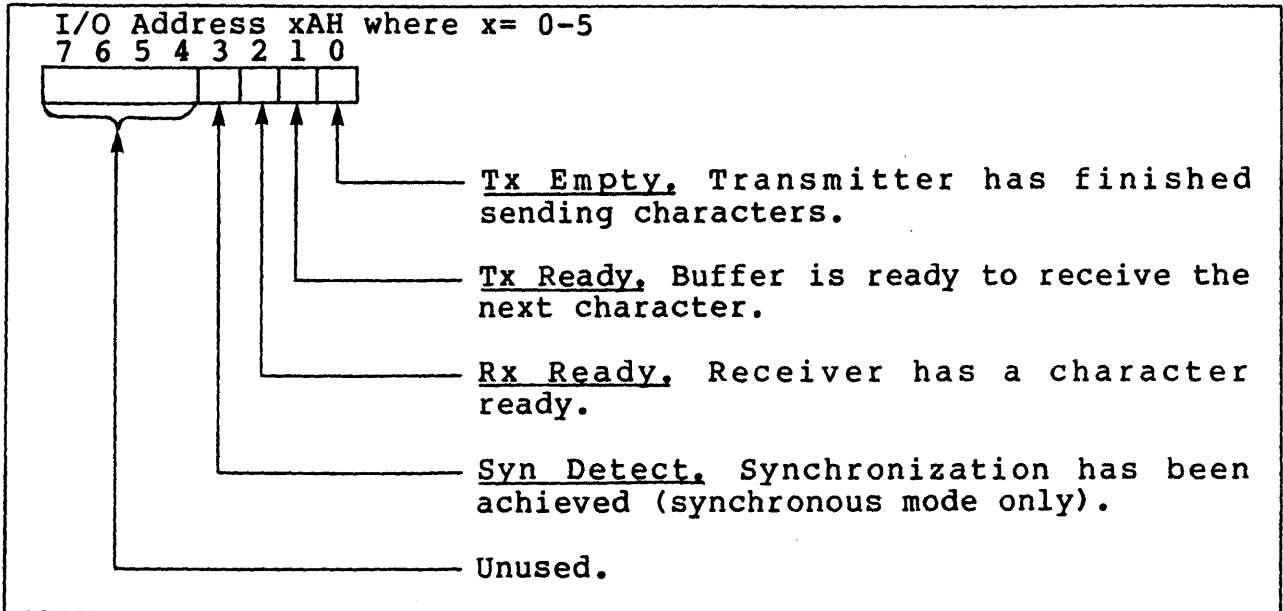 I/O Address xAH where x= 0-5
7 6 5 4 3 2 1 0
Tx Empty. Transmitter has finished
sending characters.
Tx Ready. Buffer is ready to receive the
next character.
Rx Ready. Receiver has a character
ready.
Syn Detect. Synchronization has been
achieved (synchronous mode only).
Unused.